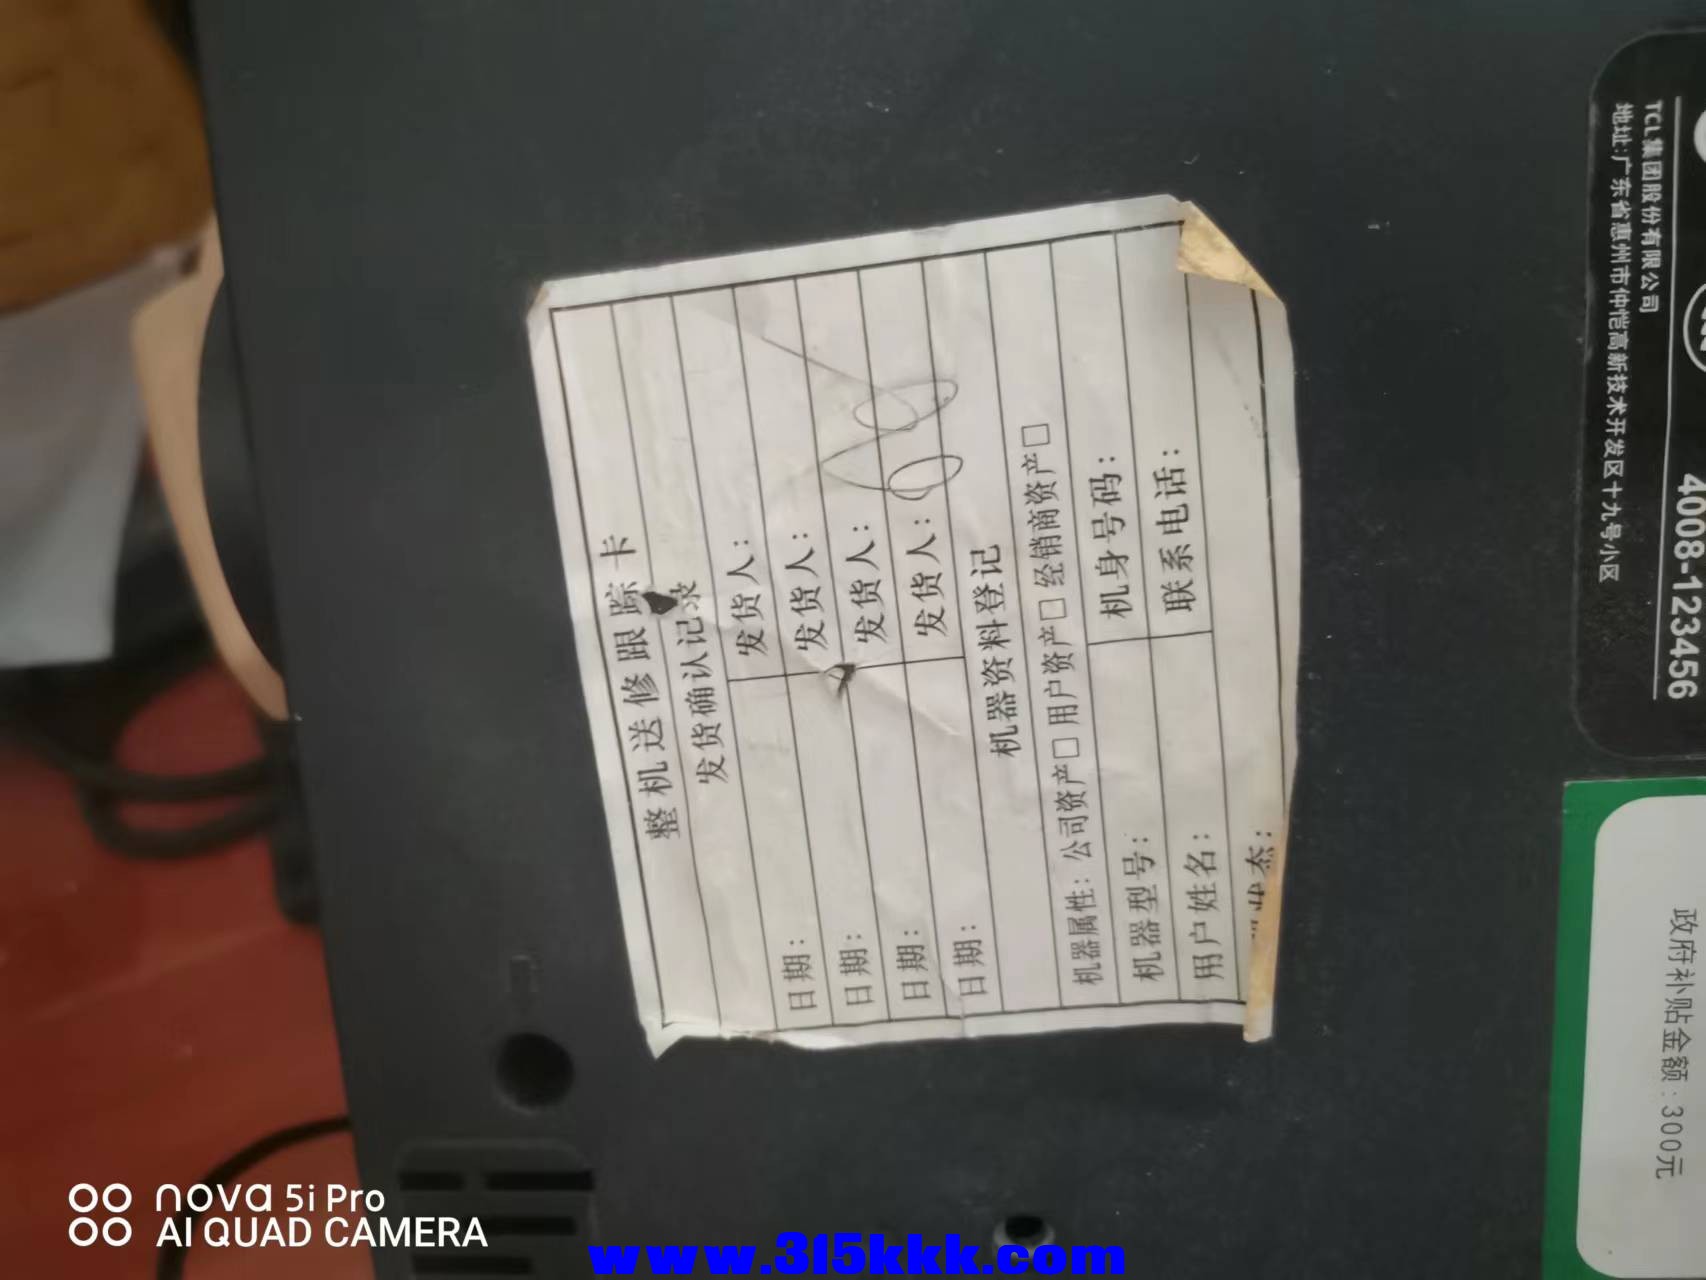 整机送修跟踪卡
发货确认记录
发货人：
日期： 发货人：
日期： 发货人：
日期： 发货人：
日期：
机器资料登记
机器属性：公司资产□ 用户资产□ 经销商资产□
机器型号： 机身号码：
用户姓名： 联系电话：
态：
地址:广东省惠州市仲恺高新技术开发区十九号小区
TCL集团股份有限公司
4008-123456
政府补贴金额：300元
nova 5i Pro
AI QUAD CAMERA
www.315kkk.com